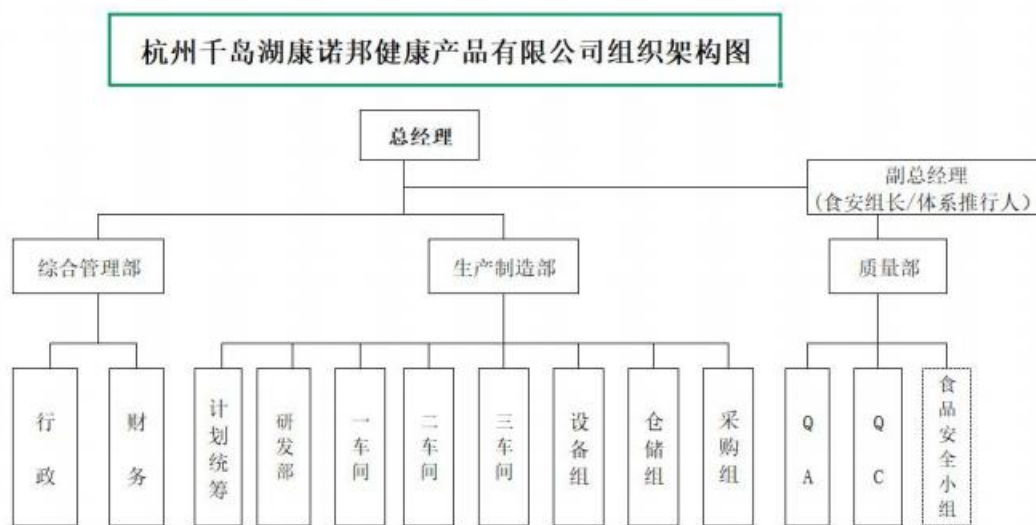 杭州千岛湖康诺邦健康产品有限公司组织架构图
总经理
副总经理
(食安组长/体系推行人)
综合管理部
生产制造部
质量部
行政
财务
计划统筹
研发部
一车间
二车间
三车间
设备组
仓储组
采购组
QA
QC
食品安全小组